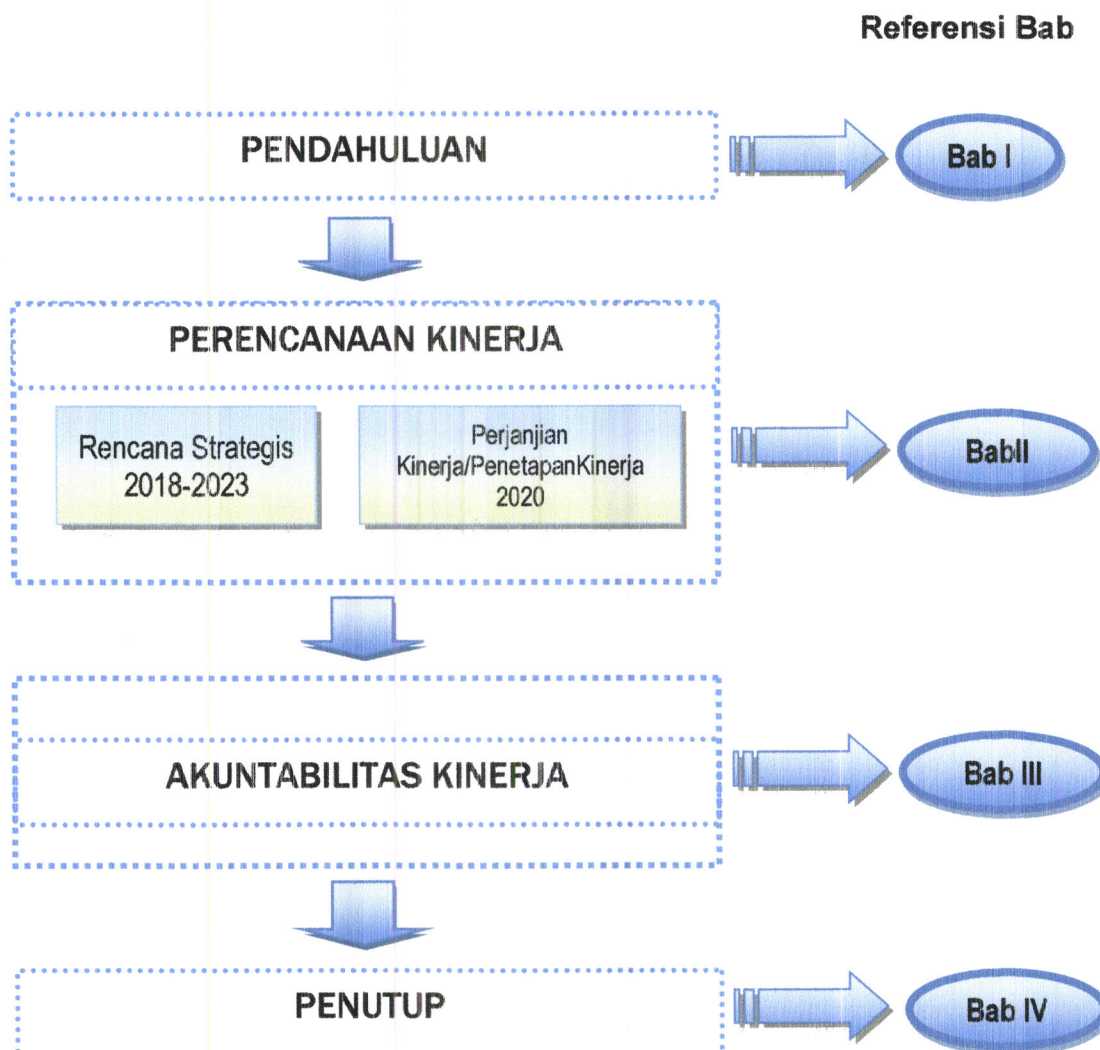 Referensi Bab
PENDAHULUAN
Bab I
PERENCANAAN KINERJA
Rencana Strategis
2018-2023
Perjanjian
Kinerja/PenetapanKinerja
2020
BabII
AKUNTABILITAS KINERJA
Bab III
PENUTUP
Bab IV